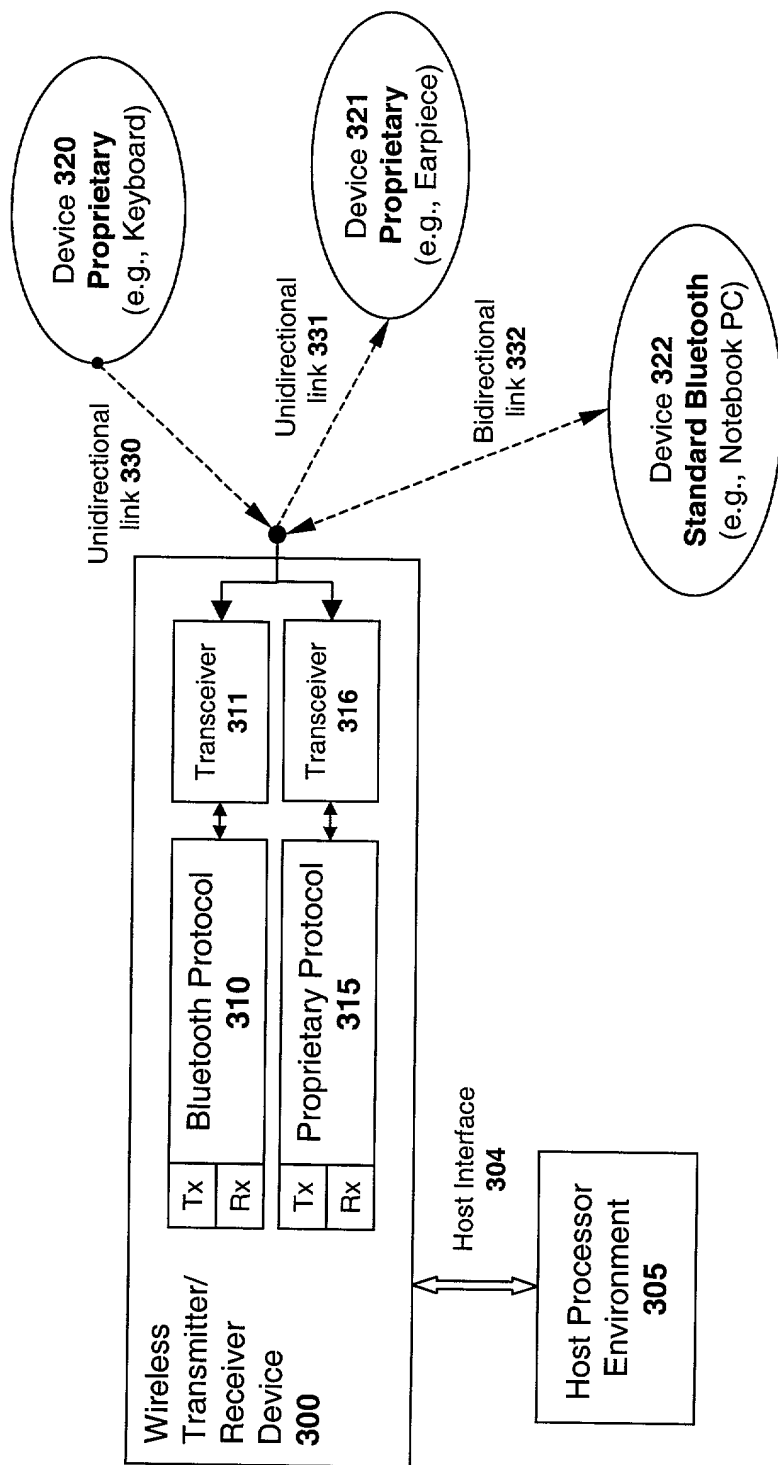 Wireless
Transmitter/
Receiver
Device
300
Tx
Rx
Bluetooth Protocol
310
Tx
Rx
Proprietary Protocol
315
Transceiver
311
Transceiver
316
Host Interface
304
Host Processor
Environment
305
Unidirectional
link 330
Unidirectional
link 331
Bidirectional
link 332
Device 320
Proprietary
(e.g., Keyboard)
Device 321
Proprietary
(e.g., Earpiece)
Device 322
Standard Bluetooth
(e.g., Notebook PC)